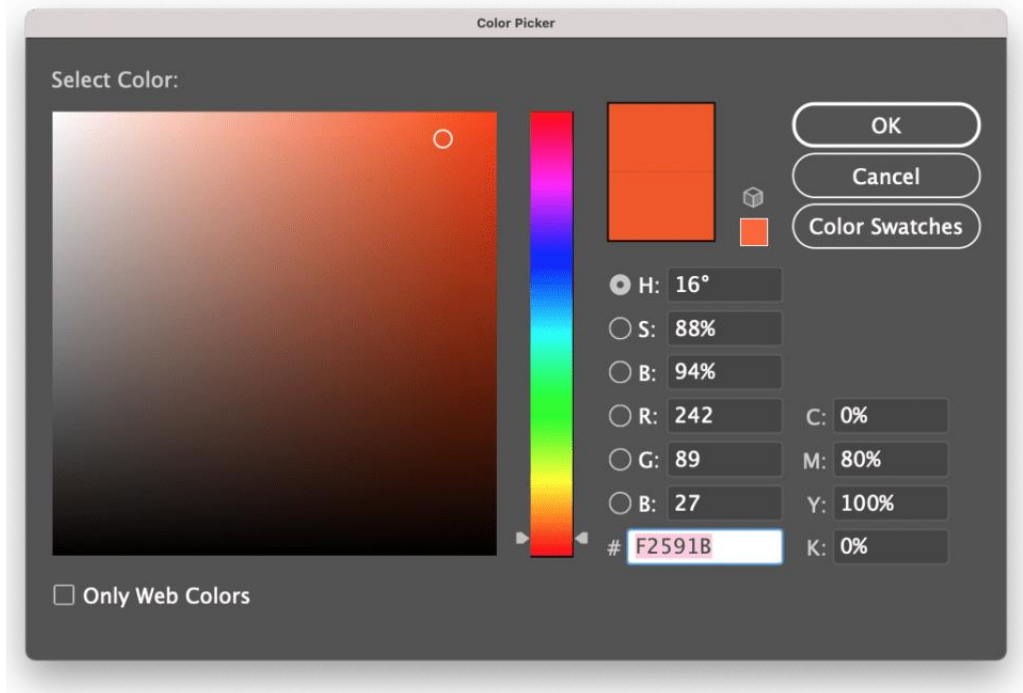 Color Picker
Select Color:
OK
Cancel
Color Swatches
H: 16°
S: 88%
B: 94%
R: 242 C: 0%
G: 89 M: 80%
B: 27 Y: 100%
# F2591B K: 0%
Only Web Colors